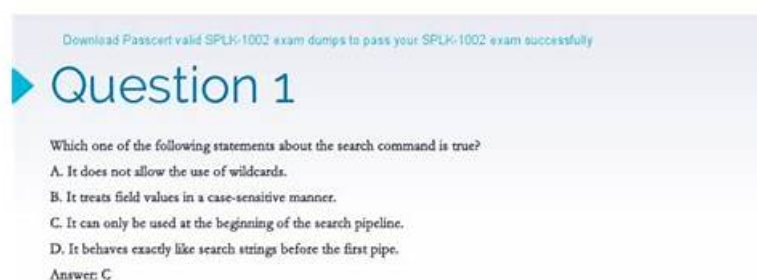 Download Passcert valid SPLK-1002 exam dumps to pass your SPLK-1002 exam successfully
Question 1
Which one of the following statements about the search command is true?
A. It does not allow the use of wildcards.
B. It treats field values in a case-sensitive manner.
C. It can only be used at the beginning of the search pipeline.
D. It behaves exactly like search strings before the first pipe.
Answer: C